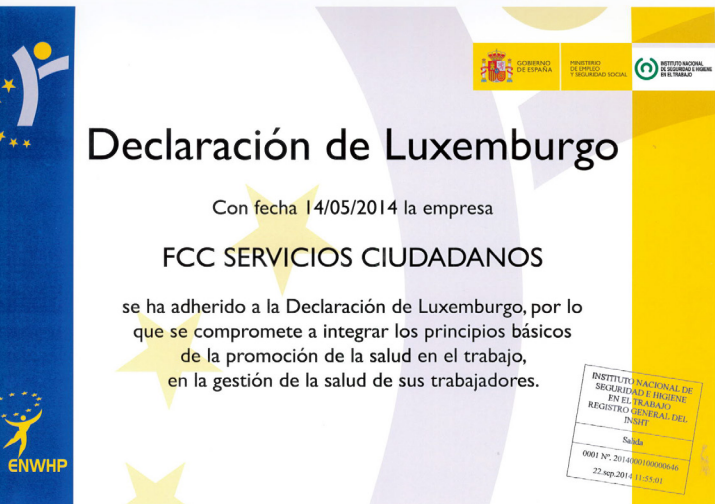 GOBIERNO
DE ESPAÑA
MINISTERIO
DE EMPLEO
Y SEGURIDAD SOCIAL
INSTITUTO NACIONAL
DE SEGURIDAD E HIGIENE
EN EL TRABAJO
Declaración de Luxemburgo
Con fecha 14/05/2014 la empresa
FCC SERVICIOS CIUDADANOS
se ha adherido a la Declaración de Luxemburgo, por lo
que se compromete a integrar los principios básicos
de la promoción de la salud en el trabajo,
en la gestión de la salud de sus trabajadores.
ENWHP
INSTITUTO NACIONAL DE
SEGURIDAD E HIGIENE
EN EL TRABAJO
REGISTRO GENERAL DEL
INSHT
Salida
0001 Nº. 2014000100000646
22.sep.2014 11:55:01